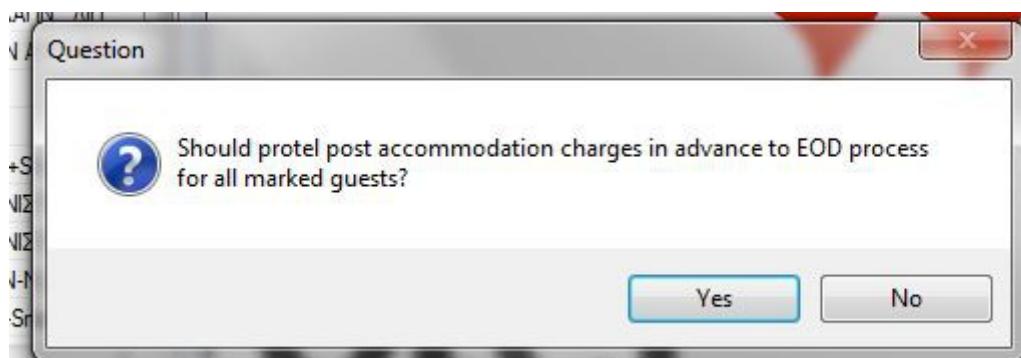 Question
Should protel post accommodation charges in advance to EOD process
for all marked guests?
Yes
No